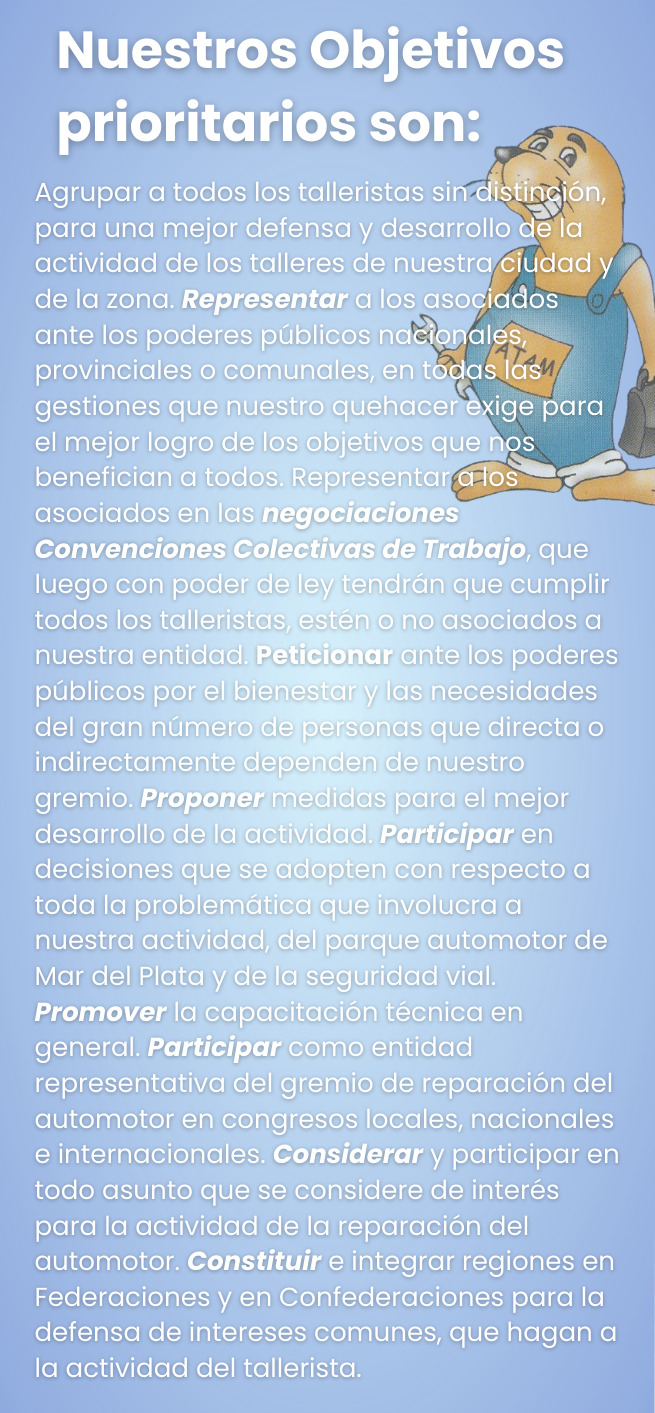 Nuestros Objetivos
prioritarios son:
Agrupar a todos los talleristas sin distinción,
para una mejor defensa y desarrollo de la
actividad de los talleres de nuestra ciudad y
de la zona. Representar a los asociados
ante los poderes públicos nacionales,
provinciales o comunales, en todas las
gestiones que nuestro quehacer exige para
el mejor logro de los objetivos que nos
benefician a todos. Representar a los
asociados en las negociaciones
Convenciones Colectivas de Trabajo, que
luego con poder de ley tendrán que cumplir
todos los talleristas, estén o no asociados a
nuestra entidad. Peticionar ante los poderes
públicos por el bienestar y las necesidades
del gran número de personas que directa o
indirectamente dependen de nuestro
gremio. Proponer medidas para el mejor
desarrollo de la actividad. Participar en
decisiones que se adopten con respecto a
toda la problemática que involucra a
nuestra actividad, del parque automotor de
Mar del Plata y de la seguridad vial.
Promover la capacitación técnica en
general. Participar como entidad
representativa del gremio de reparación del
automotor en congresos locales, nacionales
e internacionales. Considerar y participar en
todo asunto que se considere de interés
para la actividad de la reparación del
automotor. Constituir e integrar regiones en
Federaciones y en Confederaciones para la
defensa de intereses comunes, que hagan a
la actividad del tallerista.
ATAM